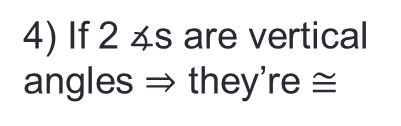 4) If 2 ∡s are vertical
angles ⇒ they’re ≅